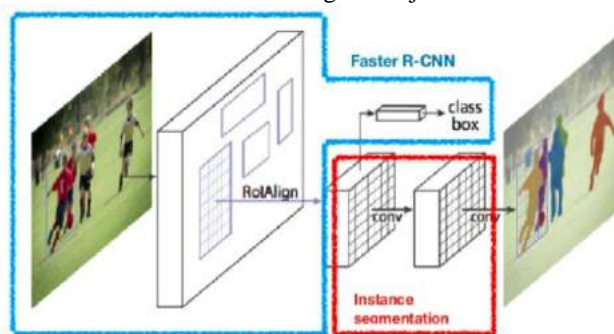 Faster R-CNN
class
box
RoIAlign
conv
conv
Instance
segmentation